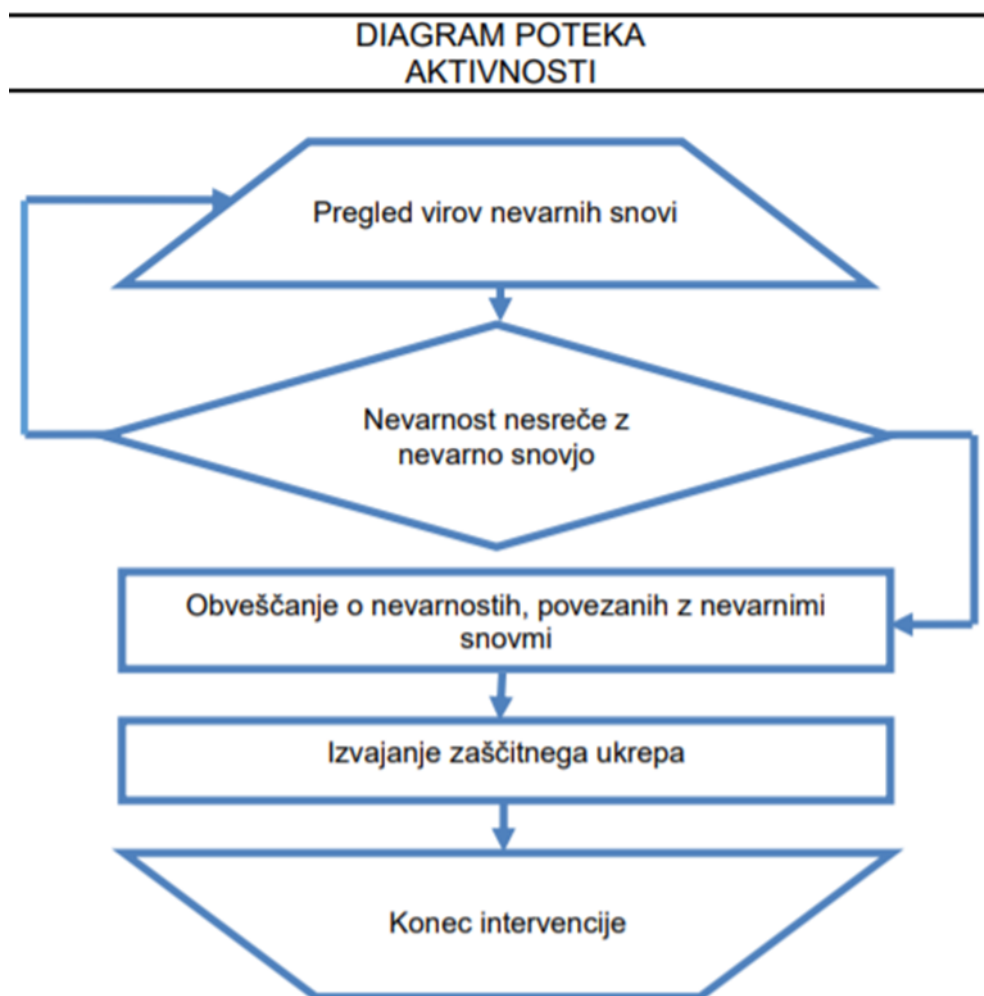 DIAGRAM POTEKA
AKTIVNOSTI
Pregled virov nevarnih snovi
Nevarnost nesreče z
nevarno snovjo
Obveščanje o nevarnostih, povezanih z nevarnimi
snovmi
Izvajanje zaščitnega ukrepa
Konec intervencije